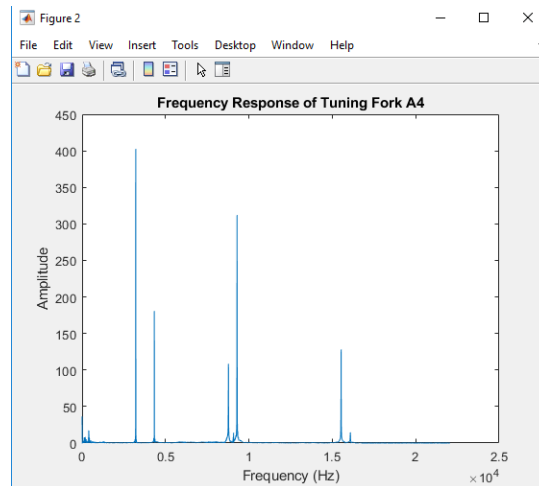 Figure 2
File Edit View Insert Tools Desktop Window Help
Frequency Response of Tuning Fork A4
450
400
350
300
250
200
150
100
50
0
Amplitude
0 0.5 1 1.5 2 2.5
Frequency (Hz)
× 10^4